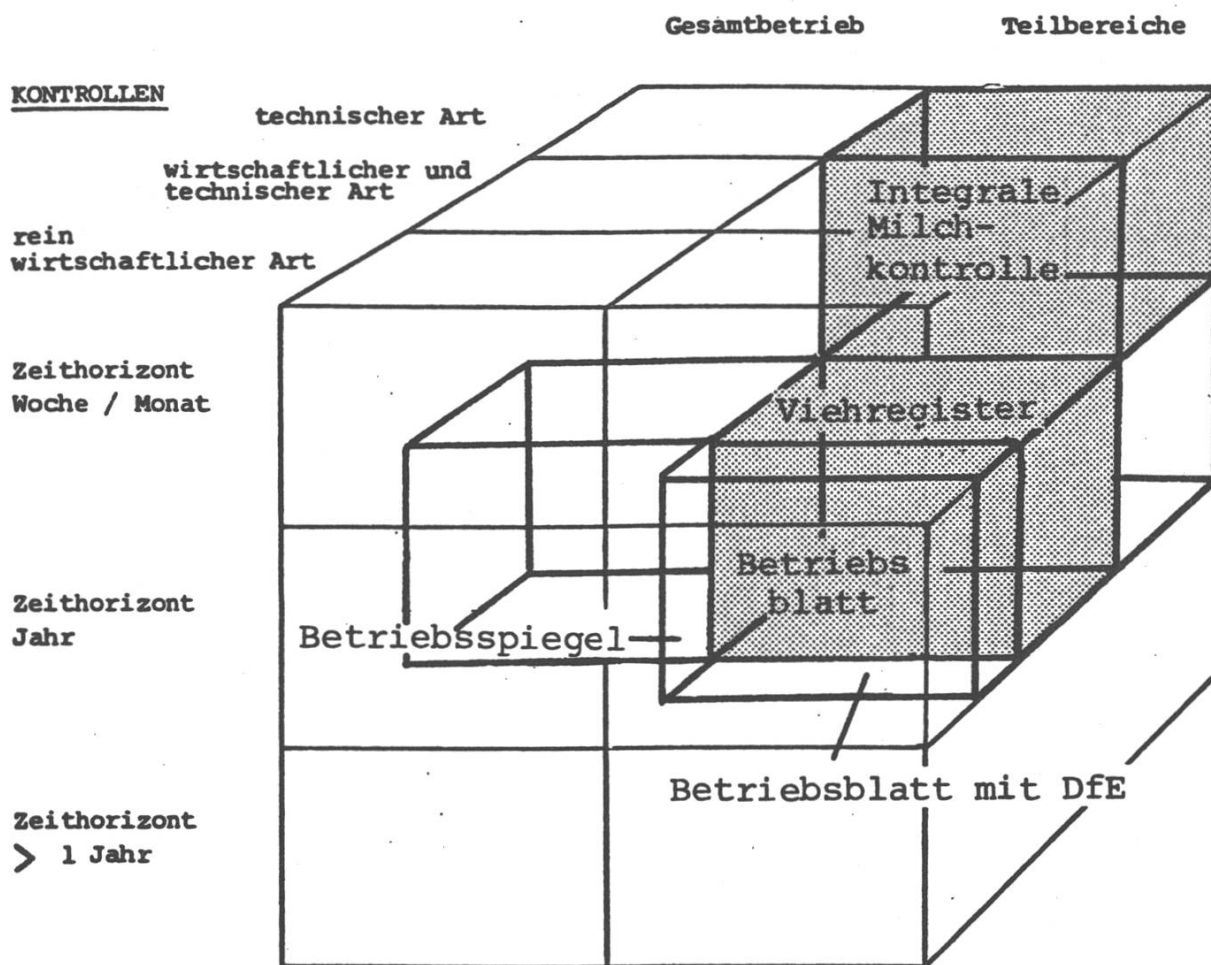 Gesamtbetrieb Teilbereiche
KONTROLLEN
technischer Art
wirtschaftlicher und
technischer Art
rein
wirtschaftlicher Art
Integrale
Milch-
kontrolle
Zeithorizont
Woche / Monat
Viehregister
Betriebs
blatt
Zeithorizont
Jahr
Betriebsspiegel
Betriebsblatt mit DfE
Zeithorizont
> 1 Jahr